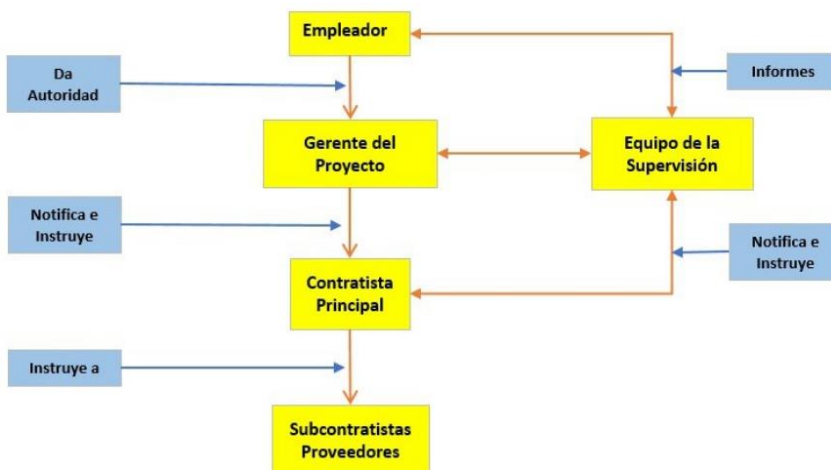 Empleador
Da
Autoridad
Informes
Gerente del
Proyecto
Equipo de la
Supervisión
Notifica e
Instruye
Notifica e
Instruye
Contratista
Principal
Instruye a
Subcontratistas
Proveedores